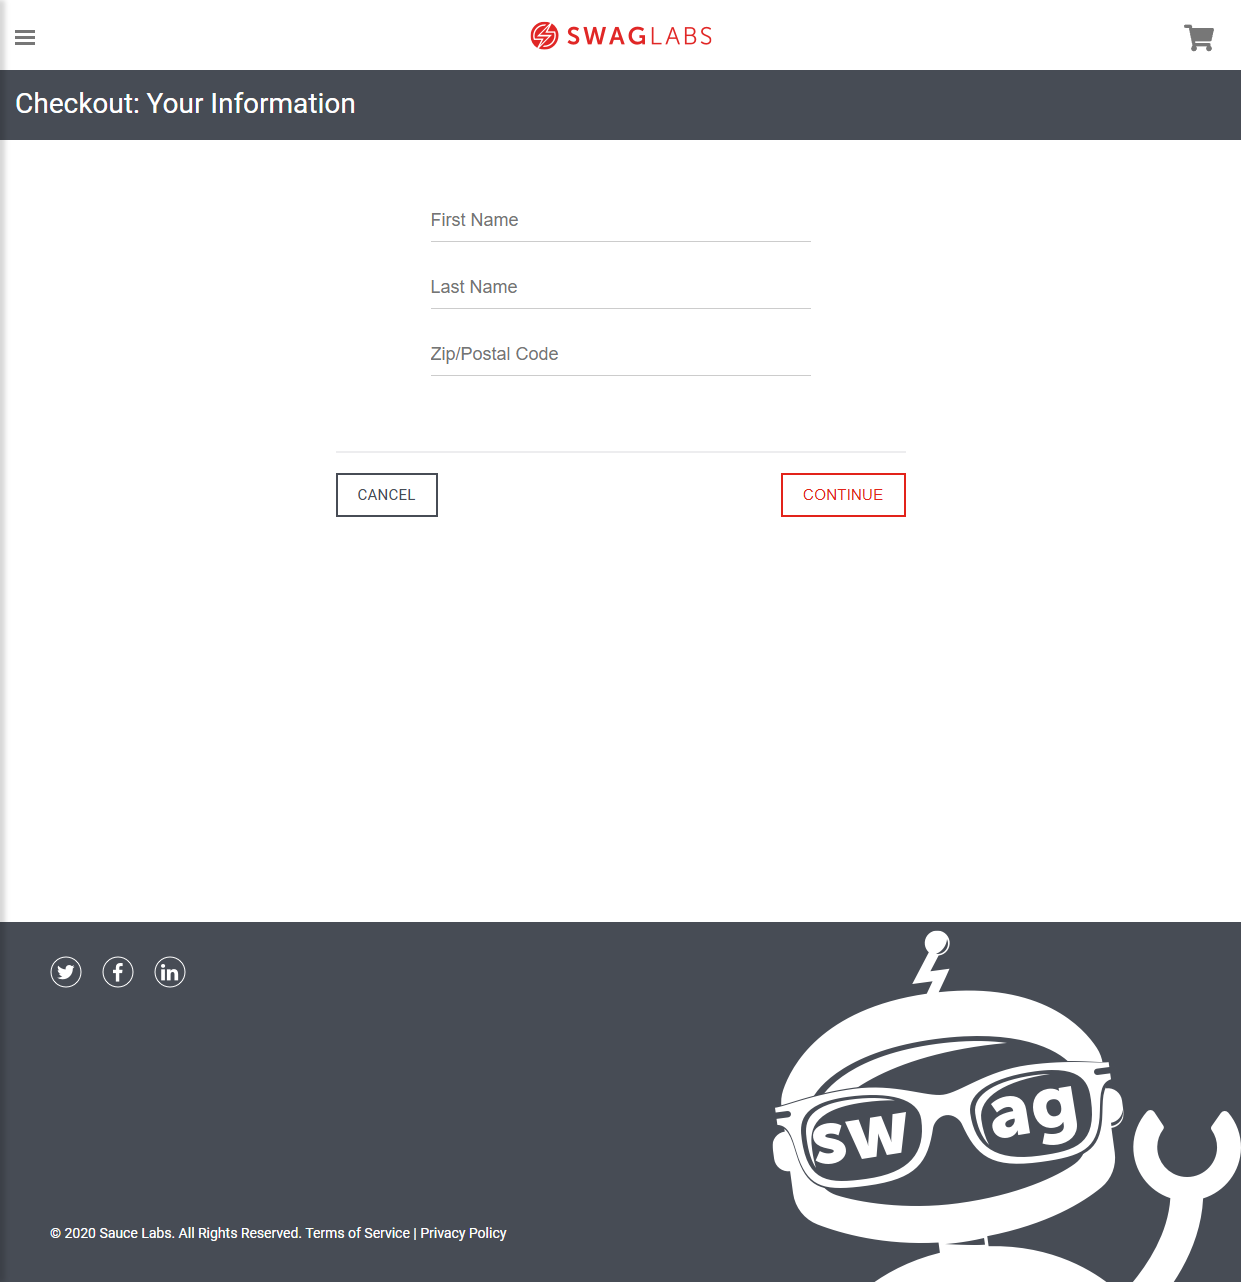 SWAGLABS
Checkout: Your Information
First Name
Last Name
Zip/Postal Code
CANCEL
CONTINUE
in
sw ag
© 2020 Sauce Labs. All Rights Reserved. Terms of Service | Privacy Policy